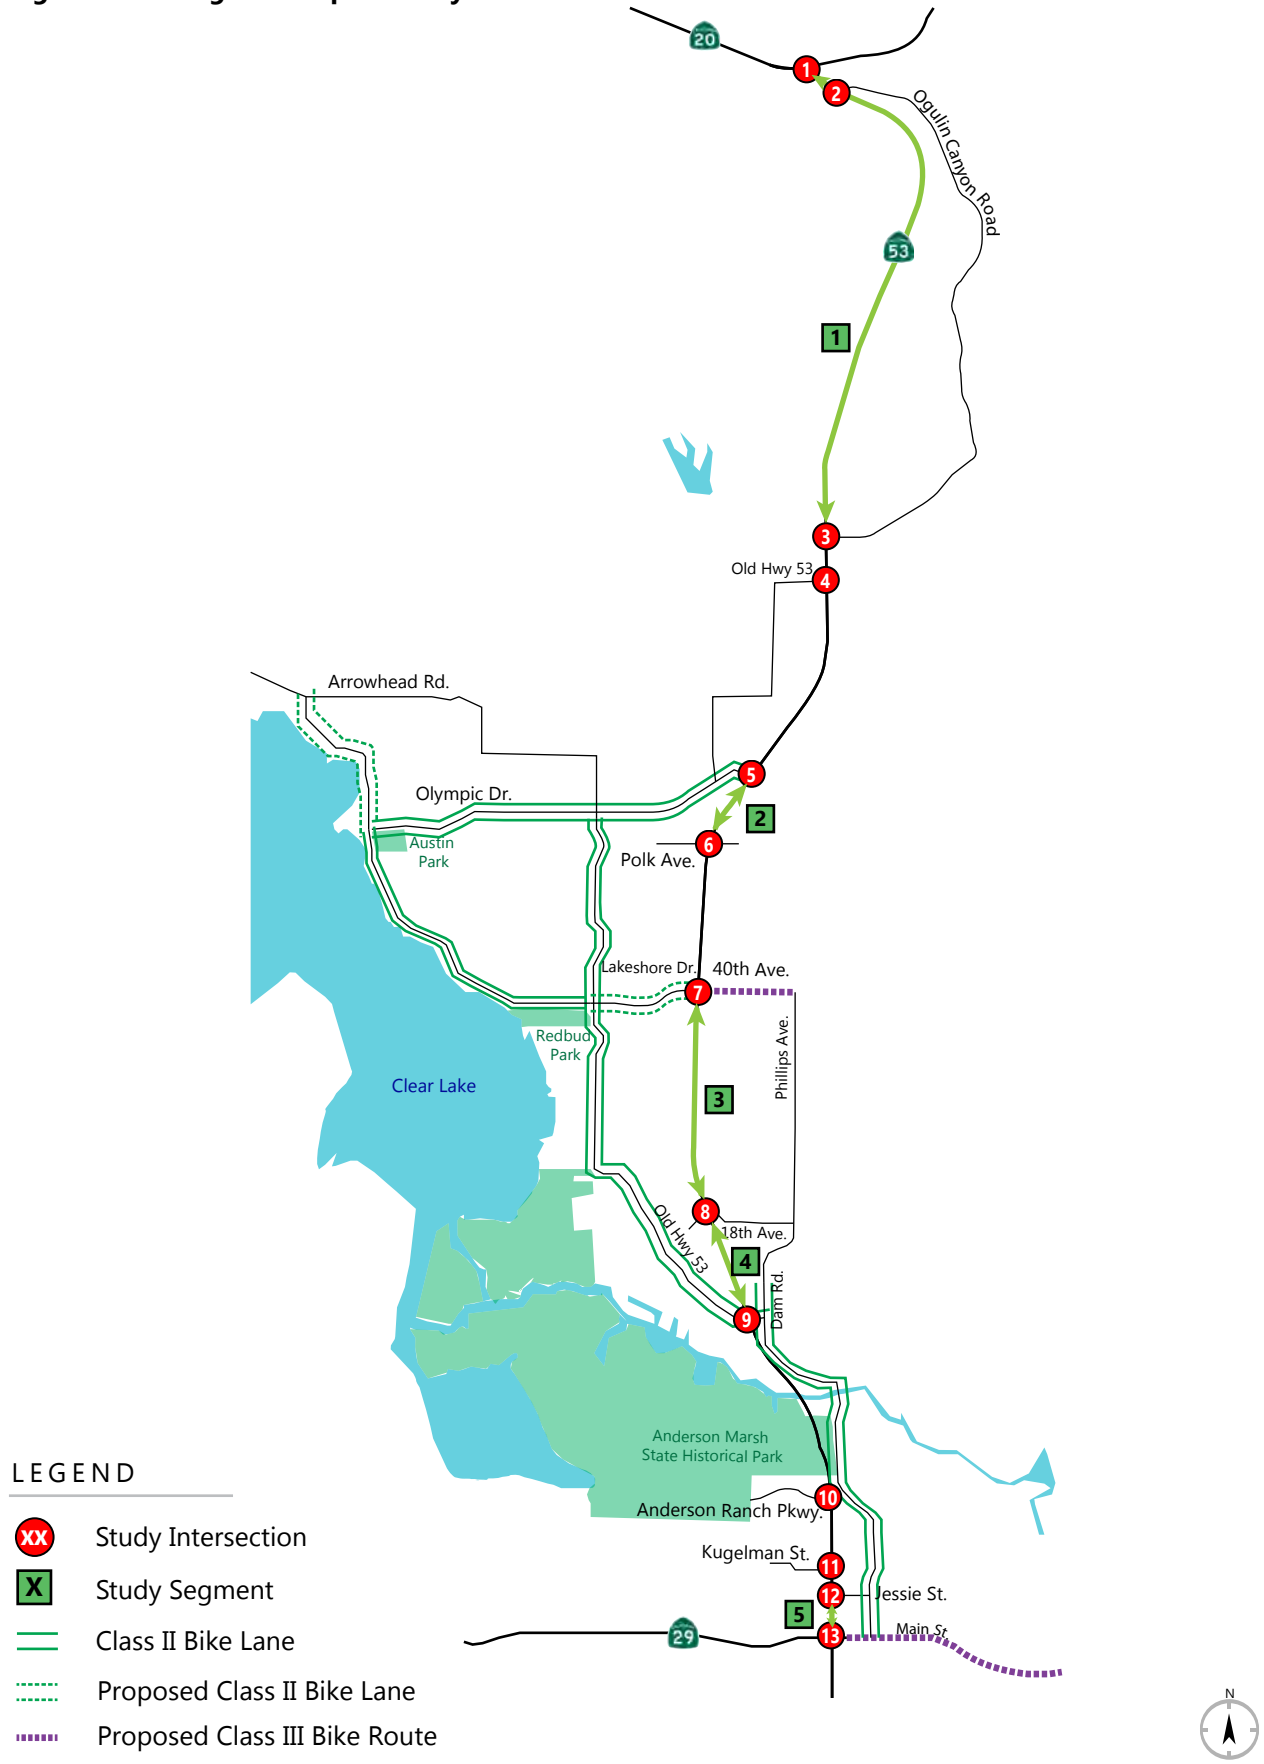 20
1
2
Ogulin Canyon Road
53
1
3
Old Hwy 53
4
Arrowhead Rd.
5
Olympic Dr.
2
Austin
Park
6
Polk Ave.
Lakeshore Dr.
40th Ave.
7
Redbud
Park
Phillips Ave.
Clear Lake
3
8
Old Hwy 53
18th Ave.
4
Dam Rd.
9
Anderson Marsh
State Historical Park
10
Anderson Ranch Pkwy.
Kugelman St.
11
12
Jessie St.
5
29
13
Main St
LEGEND
XX Study Intersection
X Study Segment
Class II Bike Lane
Proposed Class II Bike Lane
Proposed Class III Bike Route
N